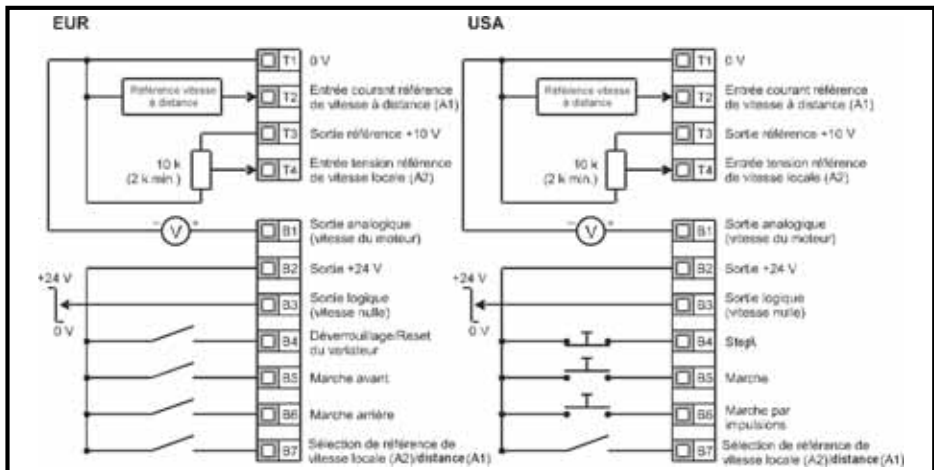 EUR
T1 0 V
Référence vitesse
à distance
T2 Entrée courant référence
de vitesse à distance (A1)
T3 Sortie référence +10 V
10 k
(2 k min.)
T4 Entrée tension référence
de vitesse locale (A2)
− V +
B1 Sortie analogique
(vitesse du moteur)
+24 V
B2 Sortie +24 V
0 V
B3 Sortie logique
(vitesse nulle)
B4 Déverrouillage/Reset
du variateur
B5 Marche avant
B6 Marche arrière
B7 Sélection de référence de
vitesse locale (A2)/distance (A1)
USA
T1 0 V
Référence vitesse
à distance
T2 Entrée courant référence
de vitesse à distance (A1)
T3 Sortie référence +10 V
10 k
(2 k min.)
T4 Entrée tension référence
de vitesse locale (A2)
− V +
B1 Sortie analogique
(vitesse du moteur)
+24 V
B2 Sortie +24 V
0 V
B3 Sortie logique
(vitesse nulle)
B4 Stop\
B5 Marche
B6 Marche par
impulsions
B7 Sélection de référence de
vitesse locale (A2)/distance (A1)